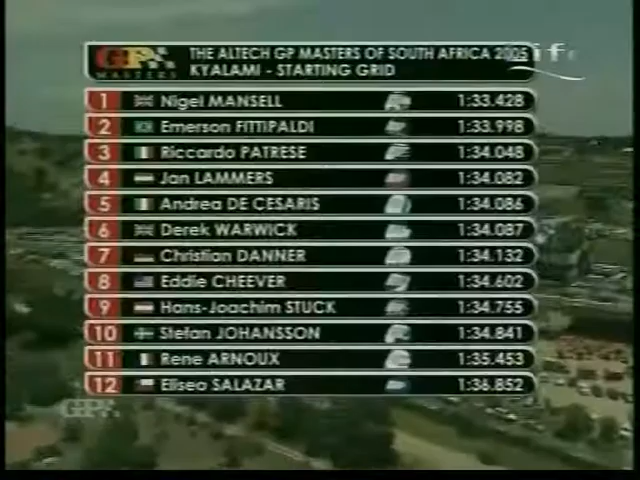 GP
MASTERS
THE ALTECH GP MASTERS OF SOUTH AFRICA 2005
KYALAMI - STARTING GRID
if
1 Nigel MANSELL 1:33.428
2 Emerson FITTIPALDI 1:33.998
3 Riccardo PATRESE 1:34.048
4 Jan LAMMERS 1:34.082
5 Andrea DE CESARIS 1:34.086
6 Derek WARWICK 1:34.087
7 Christian DANNER 1:34.132
8 Eddie CHEEVER 1:34.602
9 Hans-Joachim STUCK 1:34.755
10 Stefan JOHANSSON 1:34.841
11 Rene ARNOUX 1:35.453
12 Eliseo SALAZAR 1:36.852
GP